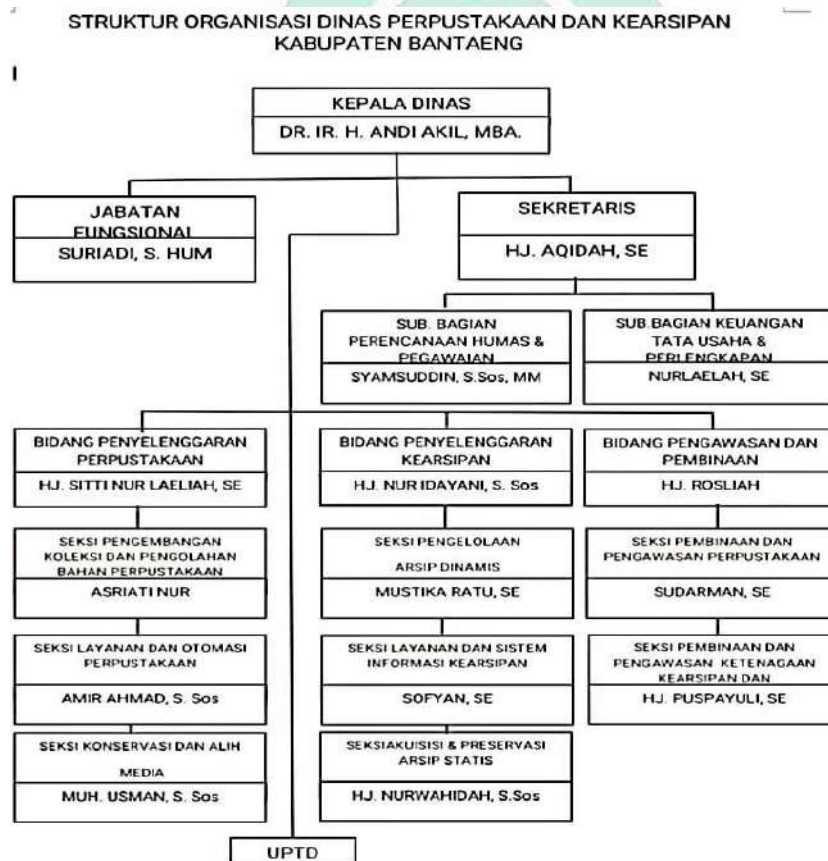 STRUKTUR ORGANISASI DINAS PERPUSTAKAAN DAN KEARSIPAN
KABUPATEN BANTAENG
KEPALA DINAS
DR. IR. H. ANDI AKIL, MBA.
JABATAN
FUNGSIONAL
SURIADI, S. HUM
SEKRETARIS
HJ. AQIDAH, SE
SUB. BAGIAN
PERENCANAAN HUMAS &
PEGAWAIAN
SYAMSUDDIN, S.Sos, MM
SUB BAGIAN KEUANGAN
TATA USAHA &
PERLENGKAPAN
NURLAELAH, SE
BIDANG PENYELENGGARAN
PERPUSTAKAAN
HJ. SITTI NUR LAELIAH, SE
BIDANG PENYELENGGARAN
KEARSIPAN
HJ. NUR IDAYANI, S. Sos
BIDANG PENGAWASAN DAN
PEMBINAAN
HJ. ROSLIAH
SEKSI PENGEMBANGAN
KOLEKSI DAN PENGOLAHAN
BAHAN PERPUSTAKAAN
ASRIATI NUR
SEKSI PENGELOLAAN
ARSIP DINAMIS
MUSTIKA RATU, SE
SEKSI PEMBINAAN DAN
PENGAWASAN PERPUSTAKAAN
SUDARMAN, SE
SEKSI LAYANAN DAN OTOMASI
PERPUSTAKAAN
AMIR AHMAD, S. Sos
SEKSI LAYANAN DAN SISTEM
INFORMASI KEARSIPAN
SOFYAN, SE
SEKSI PEMBINAAN DAN
PENGAWASAN KETENAGAAN
KEARSIPAN DAN
HJ. PUSPAYULI, SE
SEKSI KONSERVASI DAN ALIH
MEDIA
MUH. USMAN, S. Sos
SEKSIAKUISISI & PRESERVASI
ARSIP STATIS
HJ. NURWAHIDAH, S.Sos
UPTD